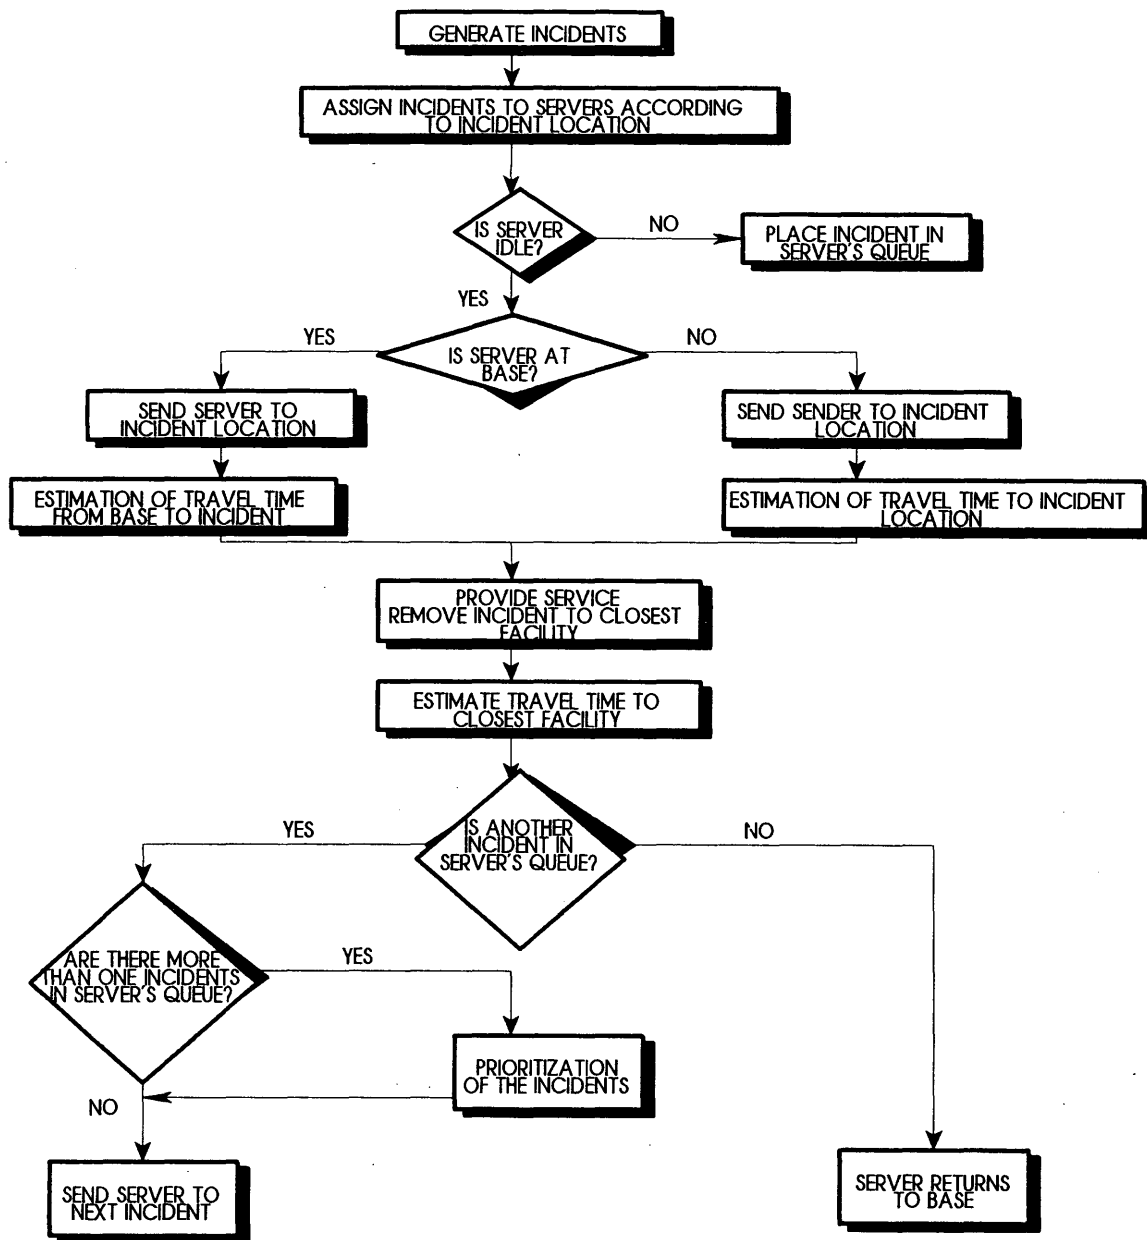 GENERATE INCIDENTS
ASSIGN INCIDENTS TO SERVERS ACCORDING
TO INCIDENT LOCATION
IS SERVER
IDLE?
NO
PLACE INCIDENT IN
SERVER'S QUEUE
YES
YES
IS SERVER AT
BASE?
NO
SEND SERVER TO
INCIDENT LOCATION
SEND SENDER TO INCIDENT
LOCATION
ESTIMATION OF TRAVEL TIME
FROM BASE TO INCIDENT
ESTIMATION OF TRAVEL TIME TO INCIDENT
LOCATION
PROVIDE SERVICE
REMOVE INCIDENT TO CLOSEST
FACILITY
ESTIMATE TRAVEL TIME TO
CLOSEST FACILITY
YES
IS ANOTHER
INCIDENT IN
SERVER'S QUEUE?
NO
ARE THERE MORE
THAN ONE INCIDENTS
IN SERVER'S QUEUE?
YES
PRIORITIZATION
OF THE INCIDENTS
NO
SEND SERVER TO
NEXT INCIDENT
SERVER RETURNS
TO BASE